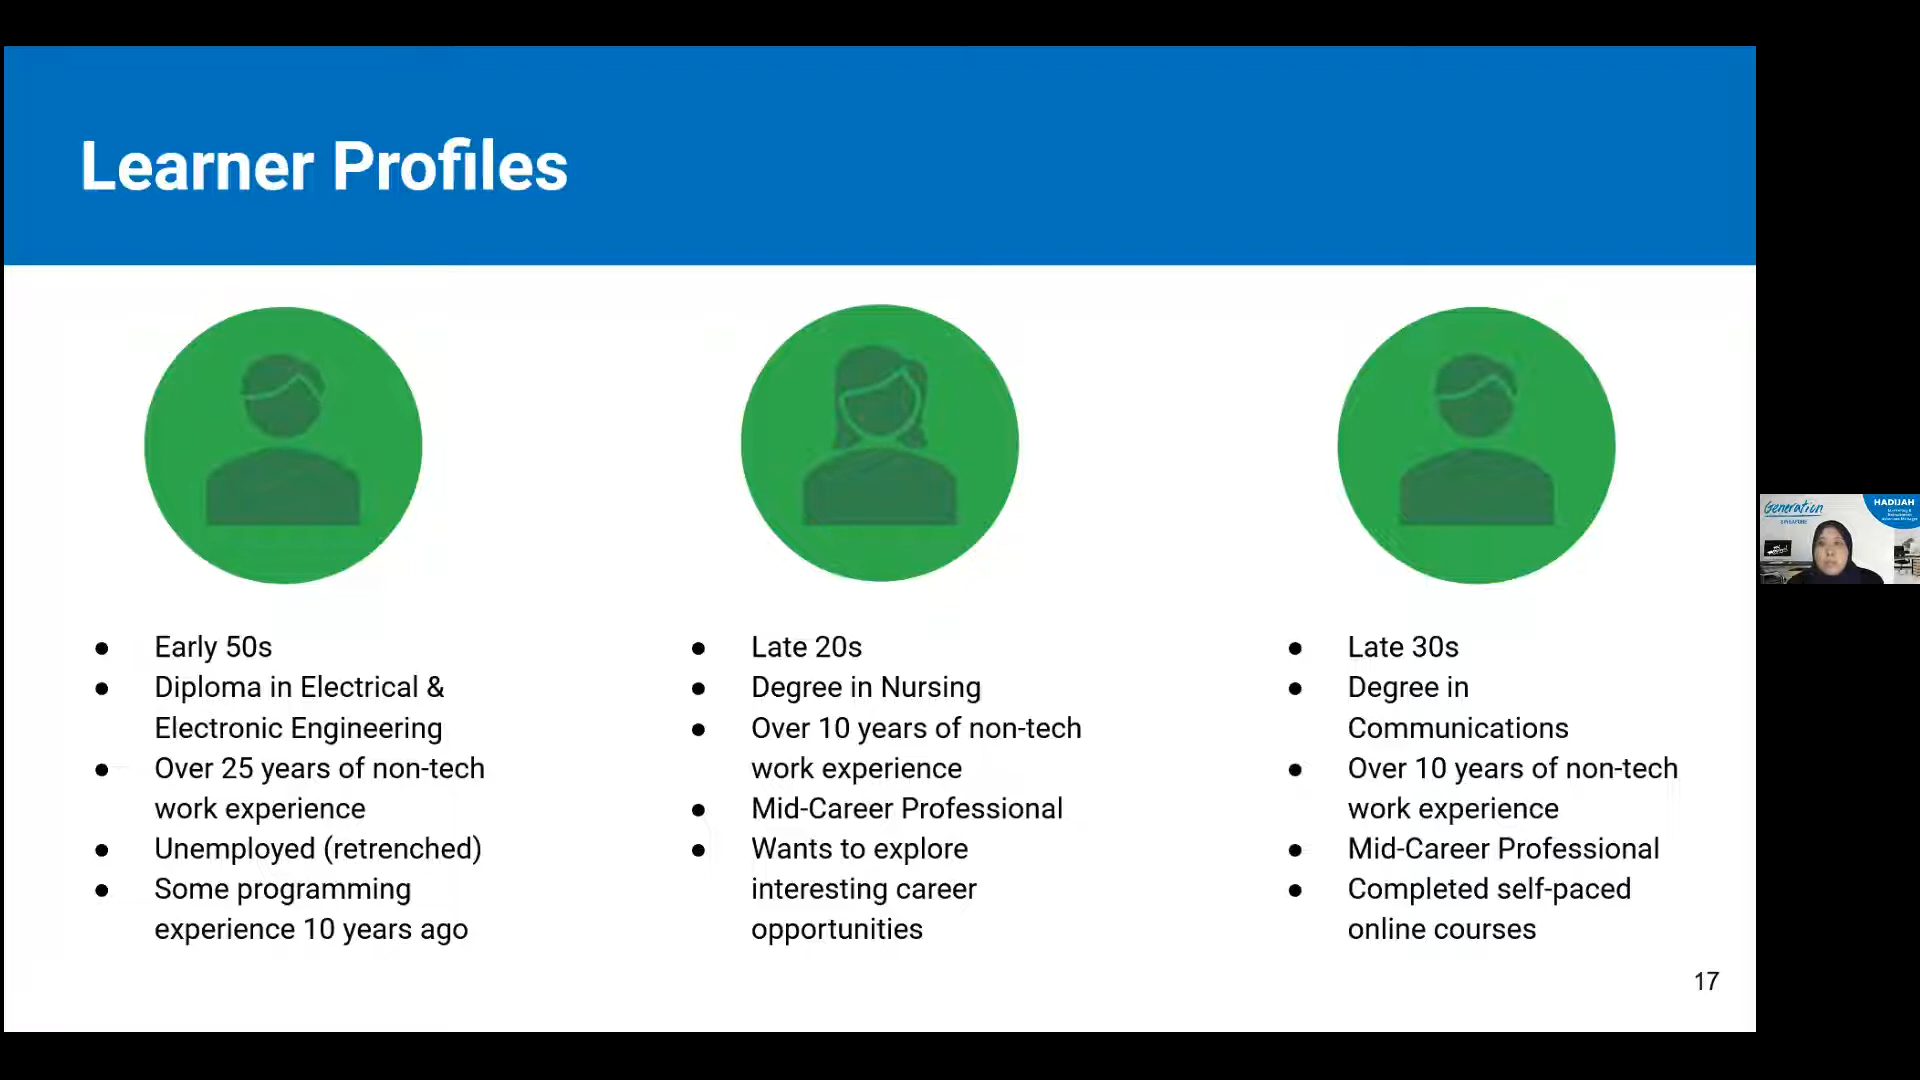 Learner Profiles
Early 50s
Diploma in Electrical &
Electronic Engineering
Over 25 years of non-tech
work experience
Unemployed (retrenched)
Some programming
experience 10 years ago
Late 20s
Degree in Nursing
Over 10 years of non-tech
work experience
Mid-Career Professional
Wants to explore
interesting career
opportunities
Late 30s
Degree in
Communications
Over 10 years of non-tech
work experience
Mid-Career Professional
Completed self-paced
online courses
17
Generation
SINGAPORE
HADIJAH